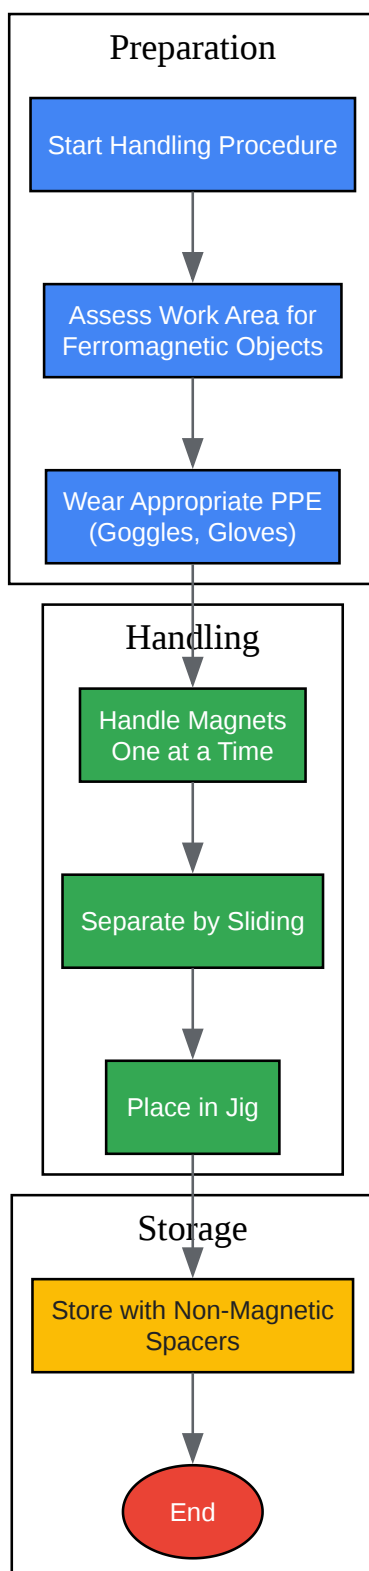 Preparation
Start Handling Procedure
Assess Work Area for
Ferromagnetic Objects
Wear Appropriate PPE
(Goggles, Gloves)
Handling
Handle Magnets
One at a Time
Separate by Sliding
Place in Jig
Storage
Store with Non-Magnetic
Spacers
End